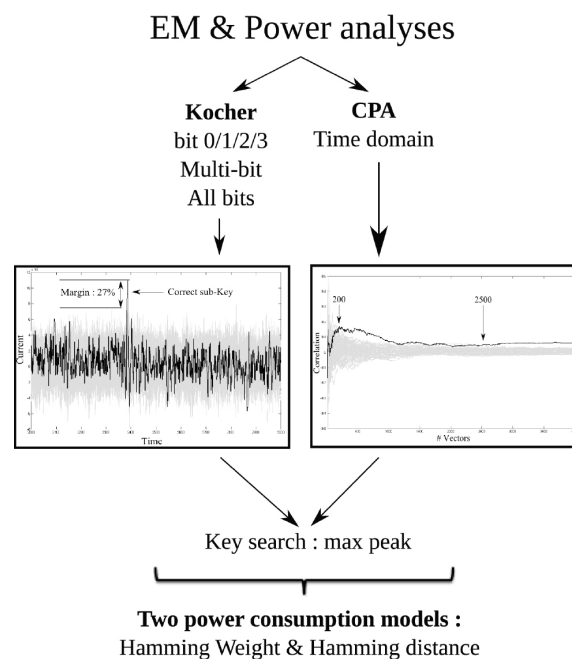 EM & Power analyses
Kocher
bit 0/1/2/3
Multi-bit
All bits
CPA
Time domain
Margin : 27%
Correct sub-Key
Current
Time
200
2500
Correlation
# Vectors
Key search : max peak
Two power consumption models :
Hamming Weight & Hamming distance